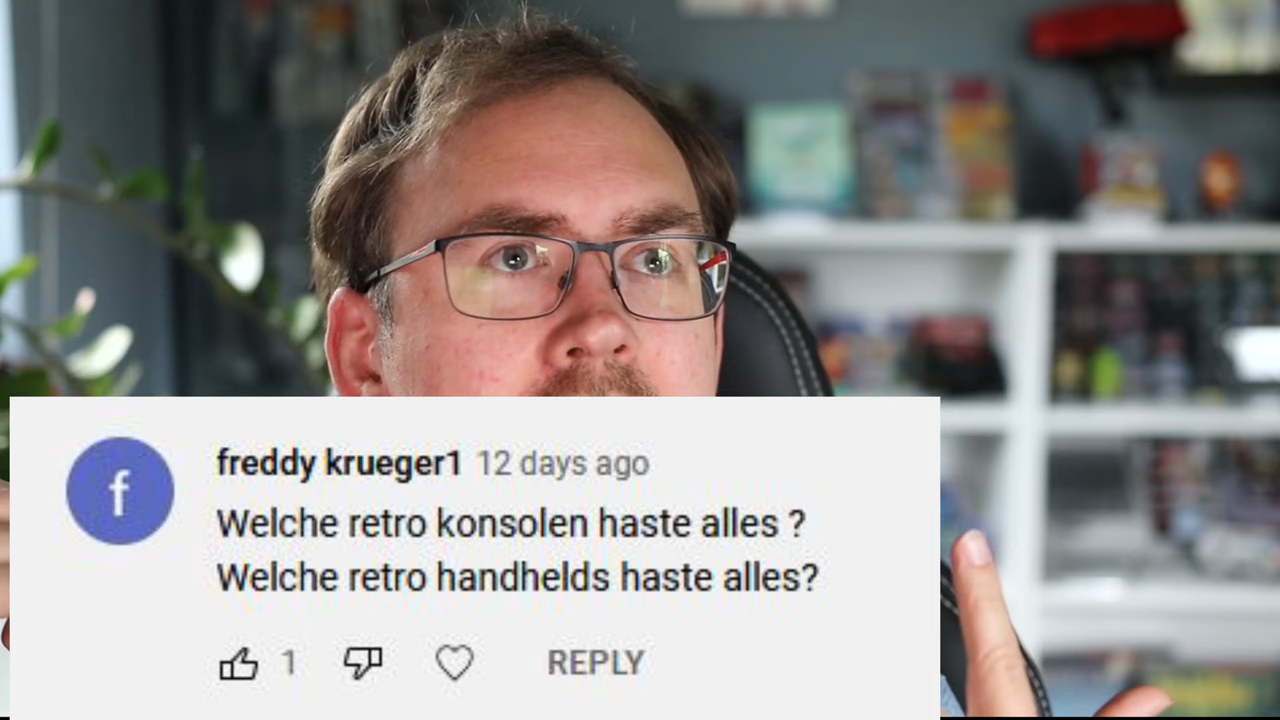 f
freddy krueger1 12 days ago
Welche retro konsolen haste alles ?
Welche retro handhelds haste alles?
1
REPLY